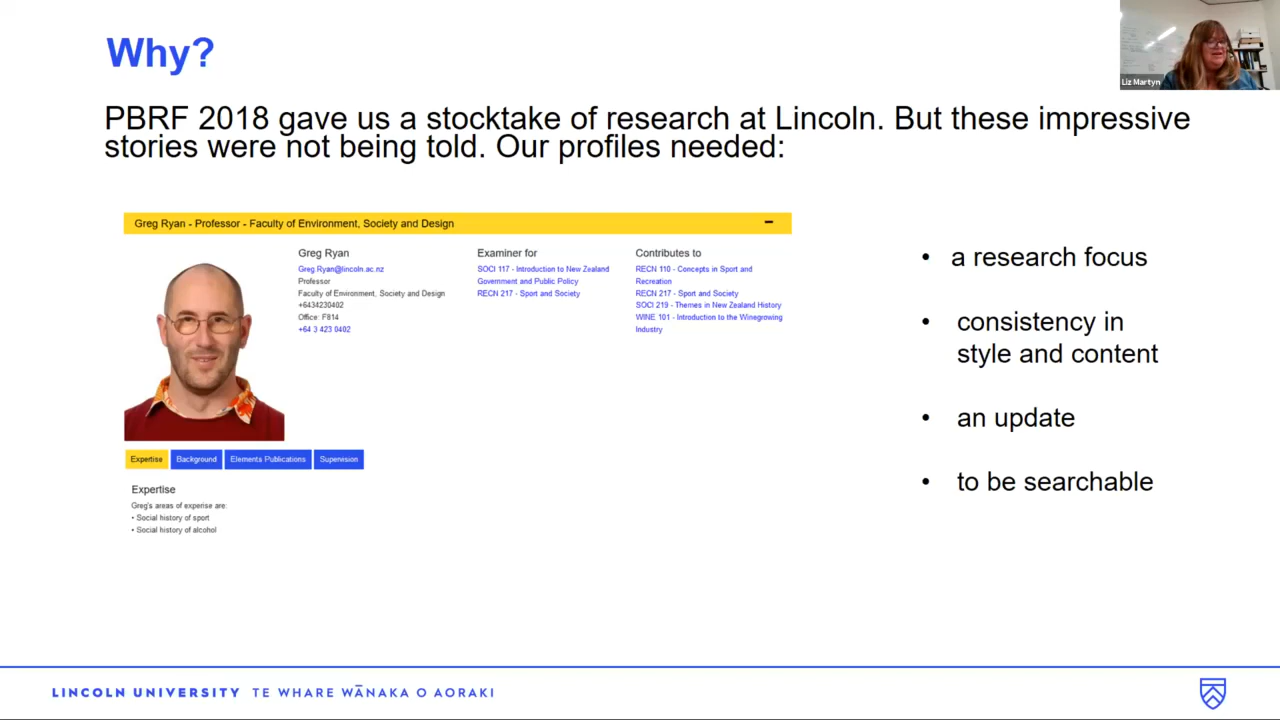 Why?
Liz Martyn
PBRF 2018 gave us a stocktake of research at Lincoln. But these impressive
stories were not being told. Our profiles needed:
Greg Ryan - Professor - Faculty of Environment, Society and Design
Greg Ryan
Greg.Ryan@lincoln.ac.nz
Professor
Faculty of Environment, Society and Design
+6434230402
Office: F814
+64 3 423 0402
Examiner for
SOCI 117 - Introduction to New Zealand
Government and Public Policy
RECN 217 - Sport and Society
Contributes to
RECN 110 - Concepts in Sport and
Recreation
RECN 217 - Sport and Society
SOCI 219 - Themes in New Zealand History
WINE 101 - Introduction to the Winegrowing
Industry
Expertise
Background
Elements Publications
Supervision
Expertise
Greg's areas of experise are:
• Social history of sport
• Social history of alcohol
• a research focus
• consistency in
style and content
• an update
• to be searchable
LINCOLN UNIVERSITY TE WHARE WĀNAKA O AORAKI